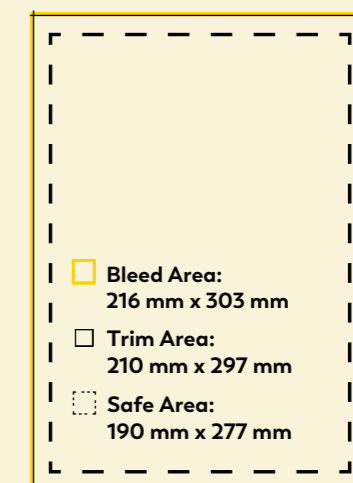 Bleed Area:
216 mm x 303 mm
Trim Area:
210 mm x 297 mm
Safe Area:
190 mm x 277 mm